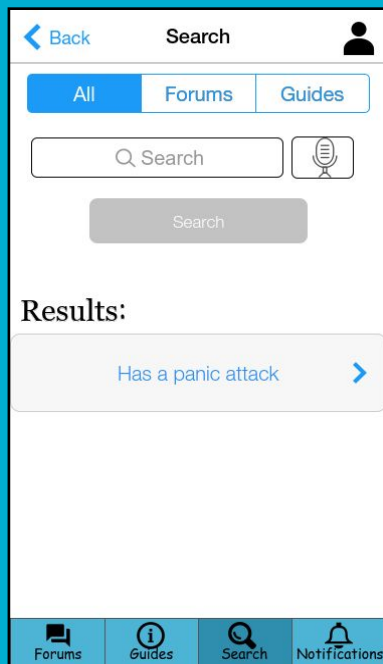 Back Search
All Forums Guides
Search
Search
Results:
Has a panic attack
Forums Guides Search Notifications